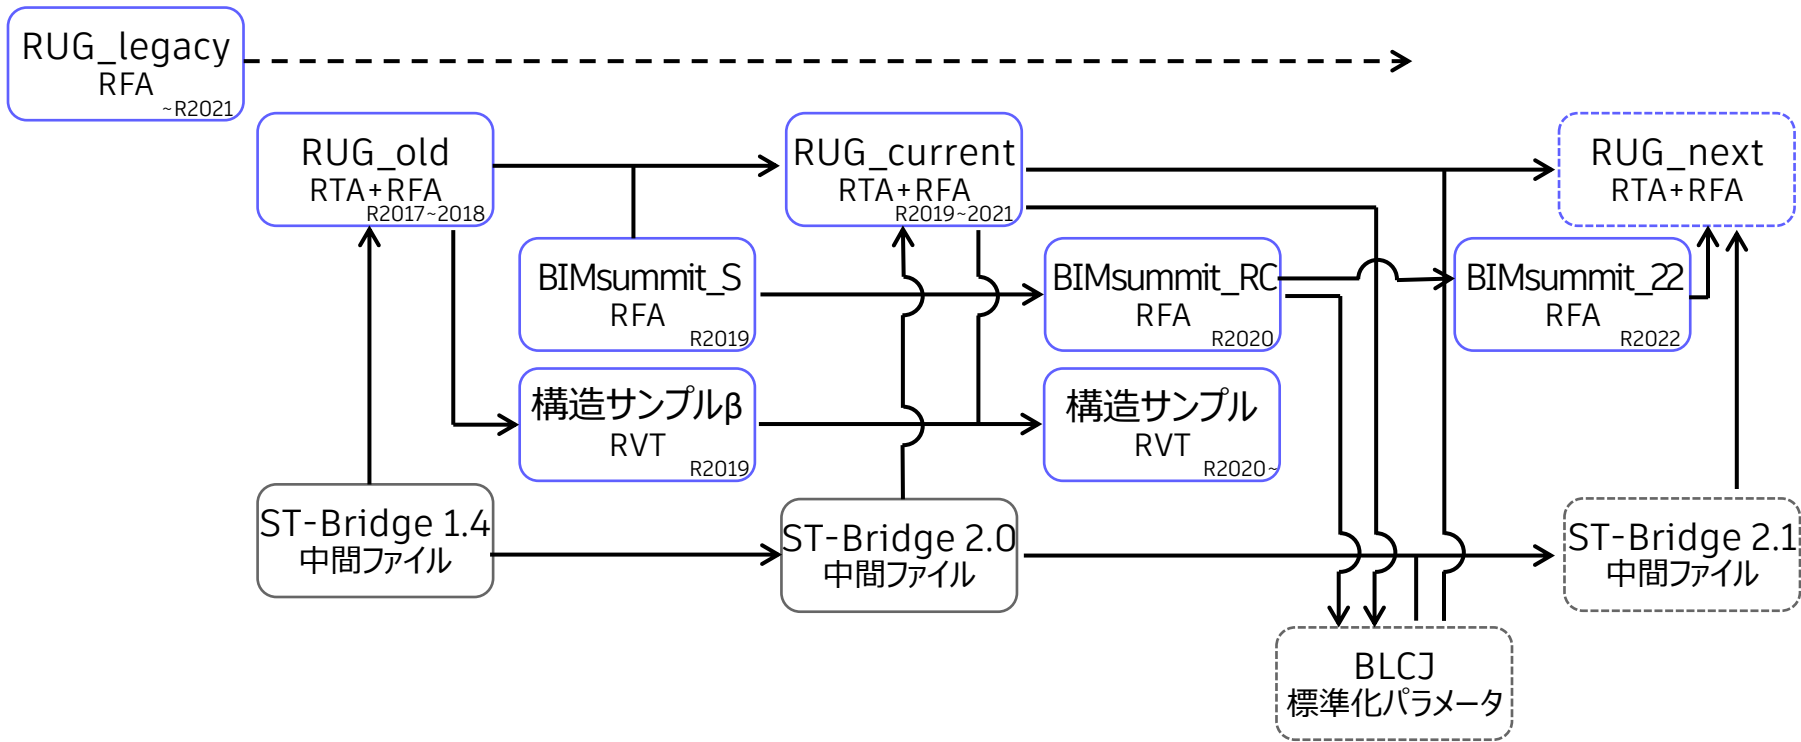 RUG_legacy
RFA
~R2021
RUG_old
RTA+RFA
R2017~2018
RUG_current
RTA+RFA
R2019~2021
RUG_next
RTA+RFA
BIMsummit_S
RFA
R2019
BIMsummit_RC
RFA
R2020
BIMsummit_22
RFA
R2022
構造サンプルβ
RVT
R2019
構造サンプル
RVT
R2020~
ST-Bridge 1.4
中間ファイル
ST-Bridge 2.0
中間ファイル
ST-Bridge 2.1
中間ファイル
BLCJ
標準化パラメータ